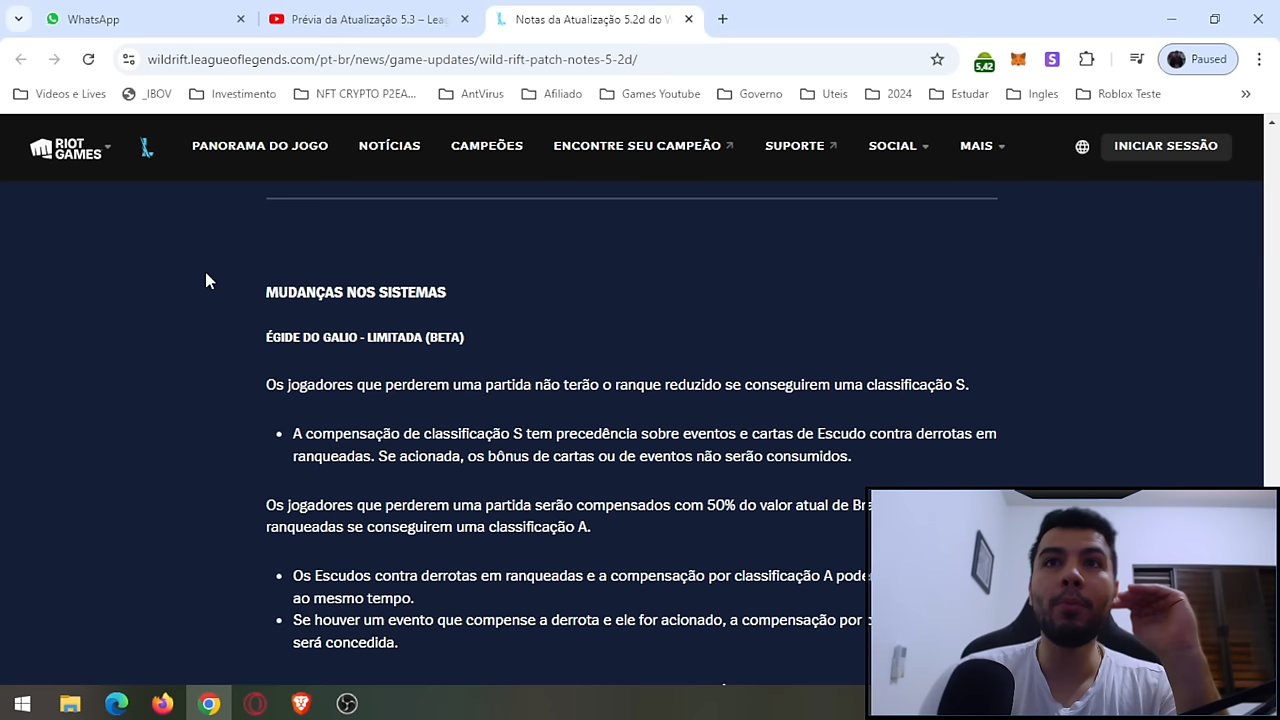 WhatsApp
Prévia da Atualização 5.3 – Lea
Notas da Atualização 5.2d do W
wildrift.leagueoflegends.com/pt-br/news/game-updates/wild-rift-patch-notes-5-2d/
5,42
S
Paused
Videos e Lives
_IBOV
Investimento
NFT CRYPTO P2EA...
AntVirus
Afiliado
Games Youtube
Governo
Uteis
2024
Estudar
Ingles
Roblox Teste
RIOT GAMES
PANORAMA DO JOGO
NOTÍCIAS
CAMPEÕES
ENCONTRE SEU CAMPEÃO
SUPORTE
SOCIAL
MAIS
INICIAR SESSÃO
MUDANÇAS NOS SISTEMAS
ÉGIDE DO GALIO - LIMITADA (BETA)
Os jogadores que perderem uma partida não terão o ranque reduzido se conseguirem uma classificação S.
A compensação de classificação S tem precedência sobre eventos e cartas de Escudo contra derrotas em
ranqueadas. Se acionada, os bônus de cartas ou de eventos não serão consumidos.
Os jogadores que perderem uma partida serão compensados com 50% do valor atual de
ranqueadas se conseguirem uma classificação A.
Os Escudos contra derrotas em ranqueadas e a compensação por classificação A
ao mesmo tempo.
Se houver um evento que compense a derrota e ele for acionado, a compensação por
será concedida.